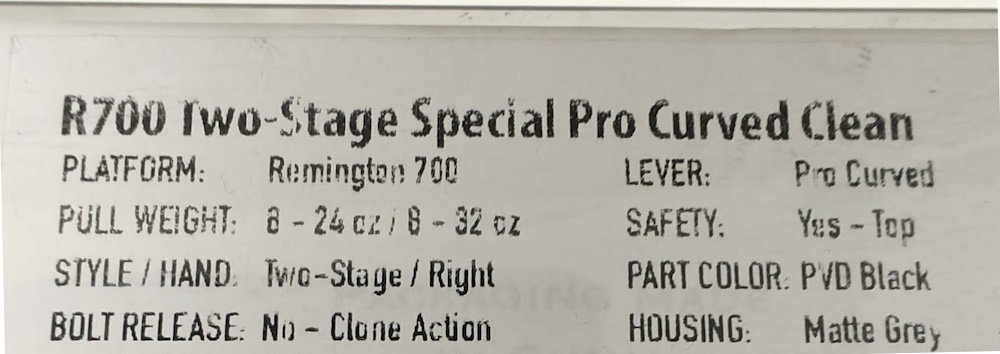 R700 Two-Stage Special Pro Curved Clean
PLATFORM: Remington 700 LEVER: Pro Curved
PULL WEIGHT: 8 - 24 oz / 8 - 32 oz SAFETY: Yes - Top
STYLE / HAND: Two-Stage / Right PART COLOR: PVD Black
BOLT RELEASE: No - Clone Action HOUSING: Matte Grey